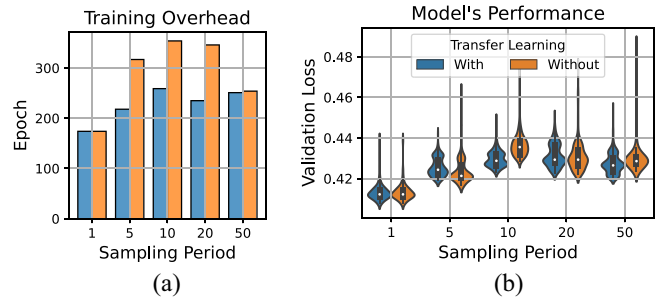 Training Overhead
Epoch
300
200
100
0
1 5 10 20 50
Sampling Period
(a)
Model's Performance
Transfer Learning
With Without
Validation Loss
0.48
0.46
0.44
0.42
1 5 10 20 50
Sampling Period
(b)